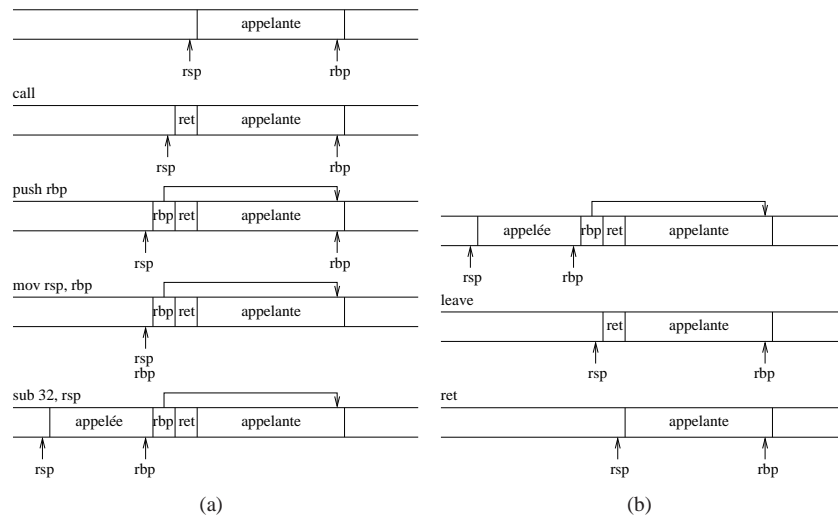 appelante
rsp
rbp
call
ret
appelante
rsp
rbp
push rbp
rbp
ret
appelante
rsp
rbp
mov rsp, rbp
rbp
ret
appelante
rsp
rbp
sub 32, rsp
appelée
rbp
ret
appelante
rsp
rbp
(a)
appelée
rbp
ret
appelante
rsp
rbp
leave
ret
appelante
rsp
rbp
ret
appelante
rsp
rbp
(b)